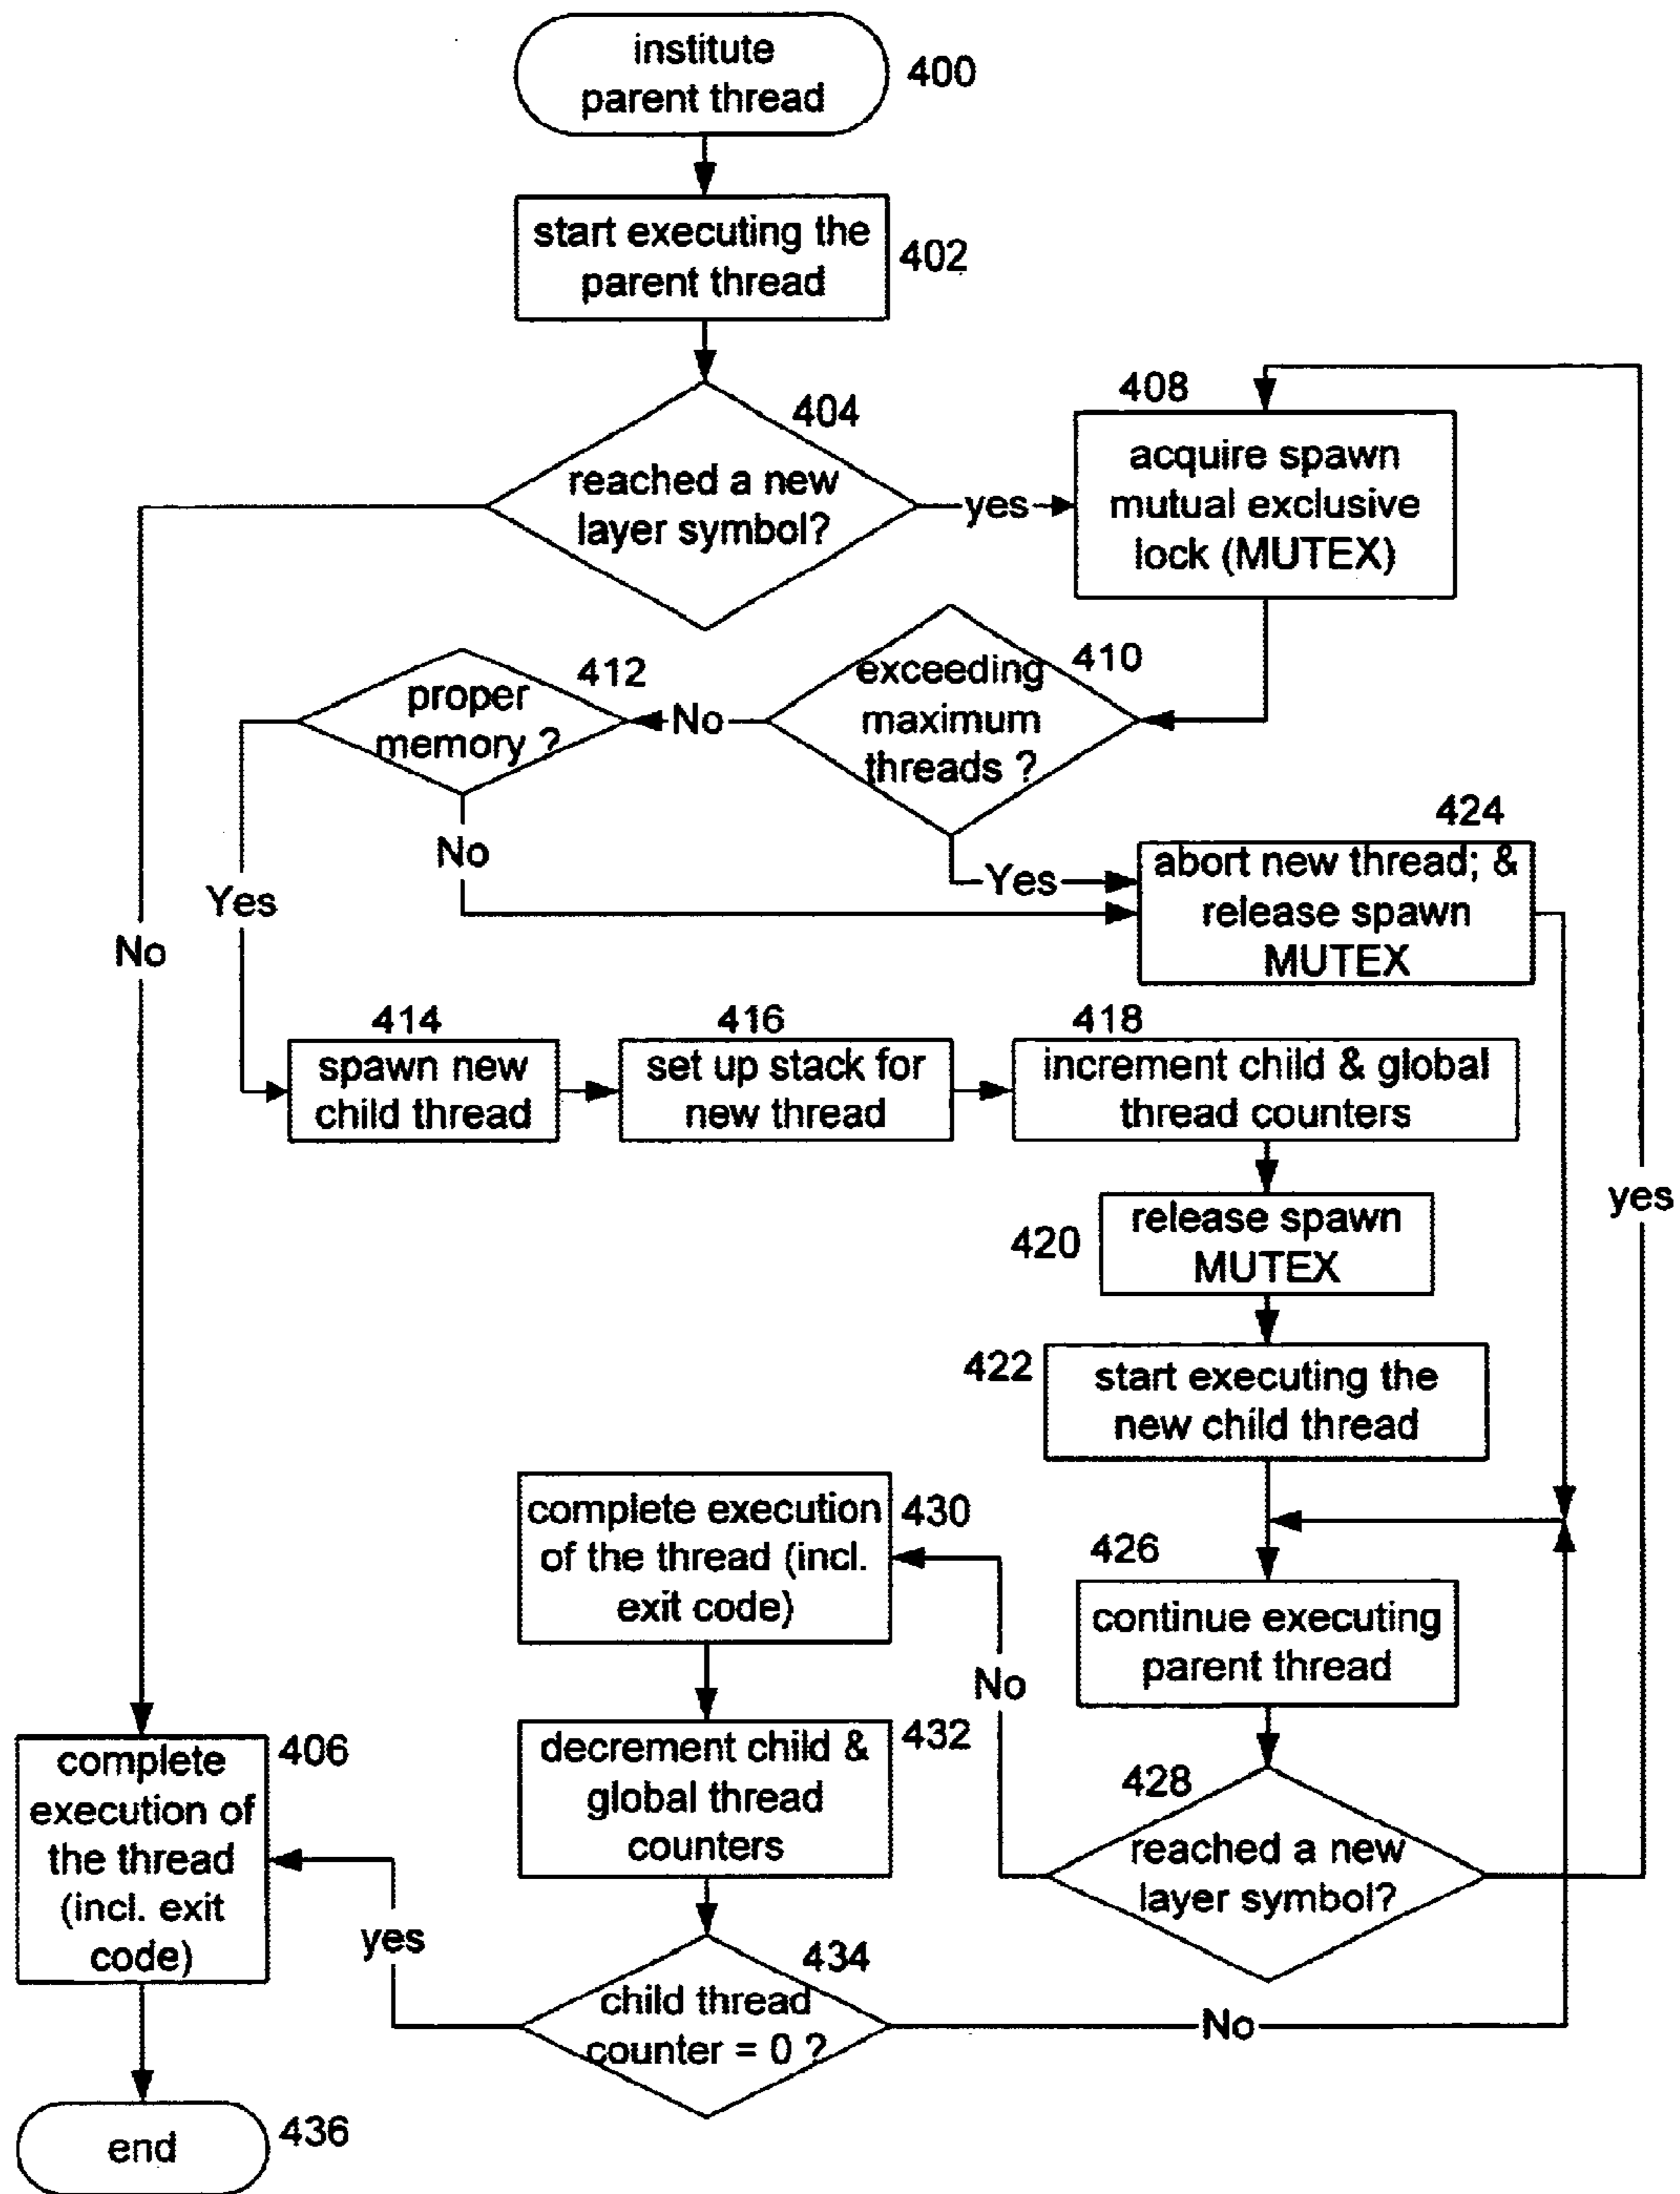 institute
parent thread
400
start executing the
parent thread
402
404
reached a new
layer symbol?
yes
408
acquire spawn
mutual exclusive
lock (MUTEX)
410
exceeding
maximum
threads ?
No
412
proper
memory ?
No
Yes
424
abort new thread; &
release spawn
MUTEX
Yes
No
414
spawn new
child thread
416
set up stack for
new thread
418
increment child & global
thread counters
yes
420
release spawn
MUTEX
422
start executing the
new child thread
430
complete execution
of the thread (incl.
exit code)
426
continue executing
parent thread
No
432
decrement child &
global thread
counters
406
complete
execution of
the thread
(incl. exit
code)
428
reached a new
layer symbol?
yes
434
child thread
counter = 0 ?
No
end
436